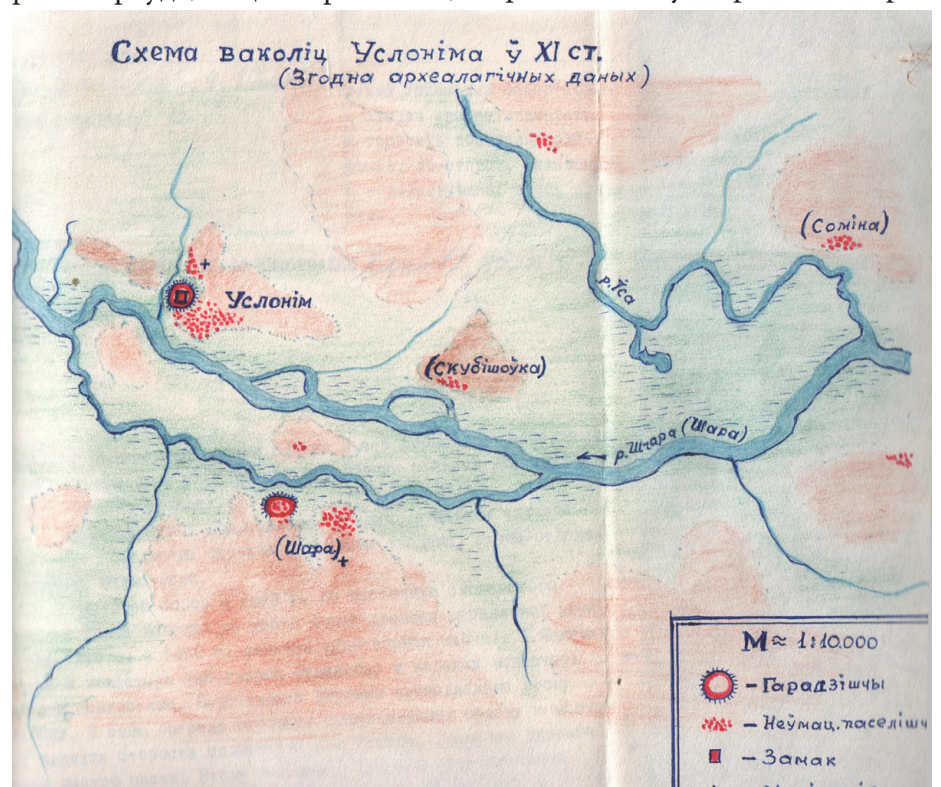 Схема ваколіц Услоніма ў XI ст.
(Згодна археалагічных даных)
(Соміна)
р. Ўса
Услонім
(Скубішоўка)
р. Шчара (Шара)
(Шара)
М ≈ 1:10.000
– Гарадзішчы
– Неўмац. паселішч
– Замак